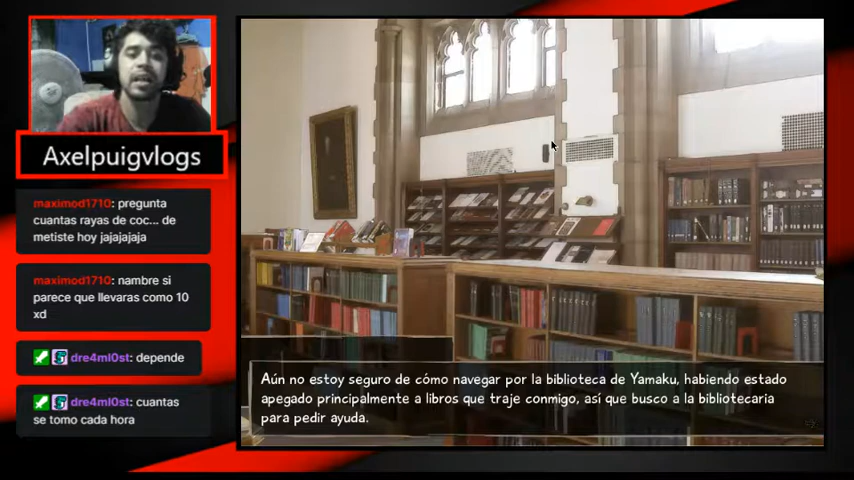 Axelpuigvlogs
maximod1710: pregunta
cuantas rayas de coc... de
metiste hoy jajajajaja
maximod1710: nambre si
parece que llevaras como 10
xd
dre4ml0st: depende
dre4ml0st: cuantas
se tomo cada hora
Aún no estoy seguro de cómo navegar por la biblioteca de Yamaku, habiendo estado
apegado principalmente a libros que traje conmigo, así que busco a la bibliotecaria
para pedir ayuda.